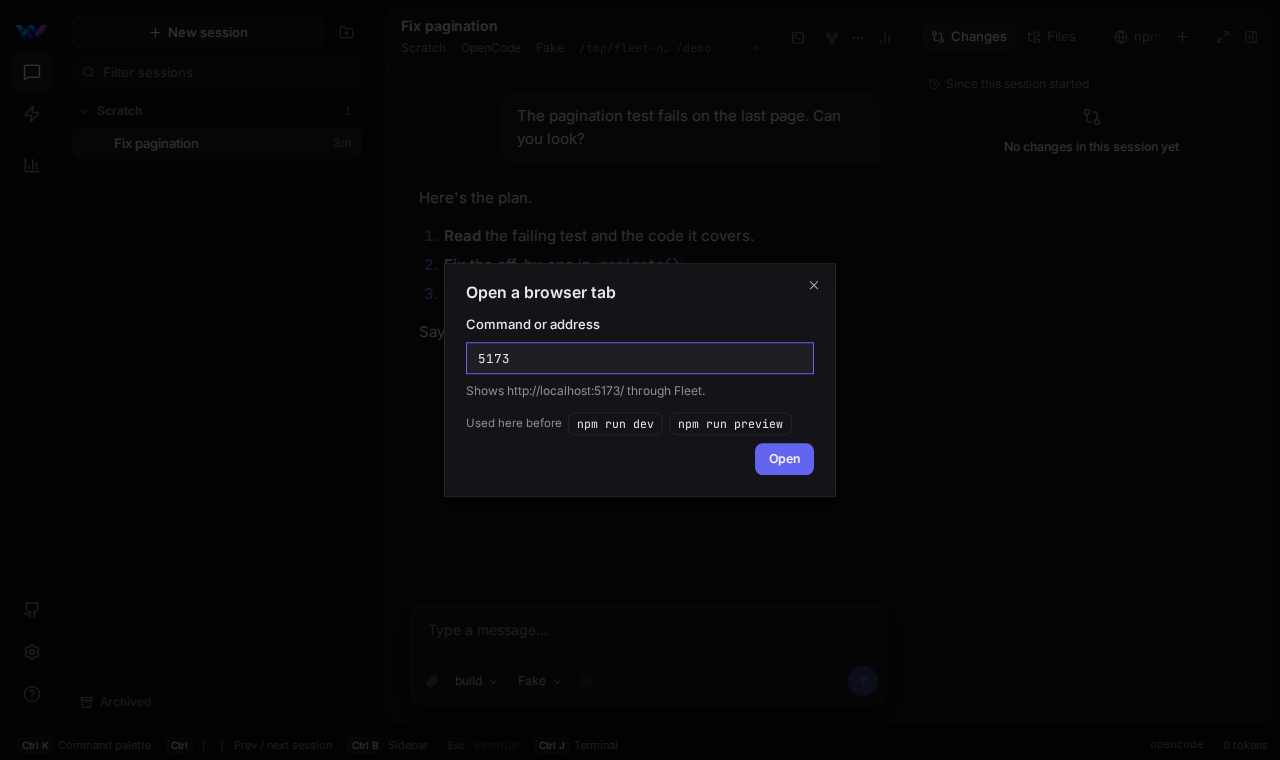 New session
Filter sessions
Scratch 1
Fix pagination 3m
Archived
Fix pagination
Scratch · OpenCode · Fake · /tmp/fleet-n… /demo
The pagination test fails on the last page. Can
you look?
Here's the plan.
1. Read the failing test and the code it covers.
2.
3.
Say
Open a browser tab
Command or address
5173
Shows http://localhost:5173/ through Fleet.
Used here before npm run dev npm run preview
Open
Type a message...
build Fake
Changes Files npm
Since this session started
No changes in this session yet
Ctrl K Command palette Ctrl [ ] Prev / next session Ctrl B Sidebar Esc Interrupt Ctrl J Terminal
opencode 0 tokens